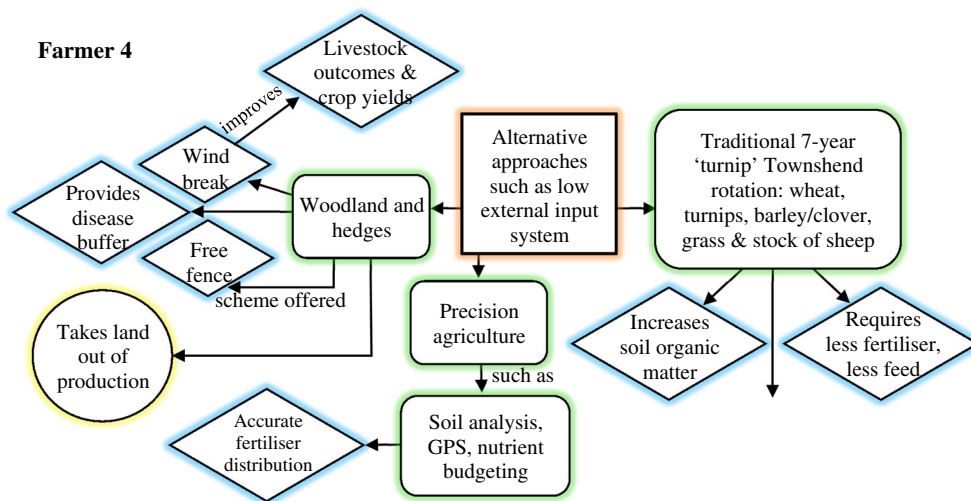 Farmer 4
Livestock
outcomes &
crop yields
improves
Wind
break
Provides
disease
buffer
Free
fence
scheme offered
Woodland and
hedges
Takes land
out of
production
Alternative
approaches
such as low
external input
system
Precision
agriculture
such as
Soil analysis,
GPS, nutrient
budgeting
Accurate
fertiliser
distribution
Traditional 7-year
‘turnip’ Townshend
rotation: wheat,
turnips, barley/clover,
grass & stock of sheep
Increases
soil organic
matter
Requires
less fertiliser,
less feed